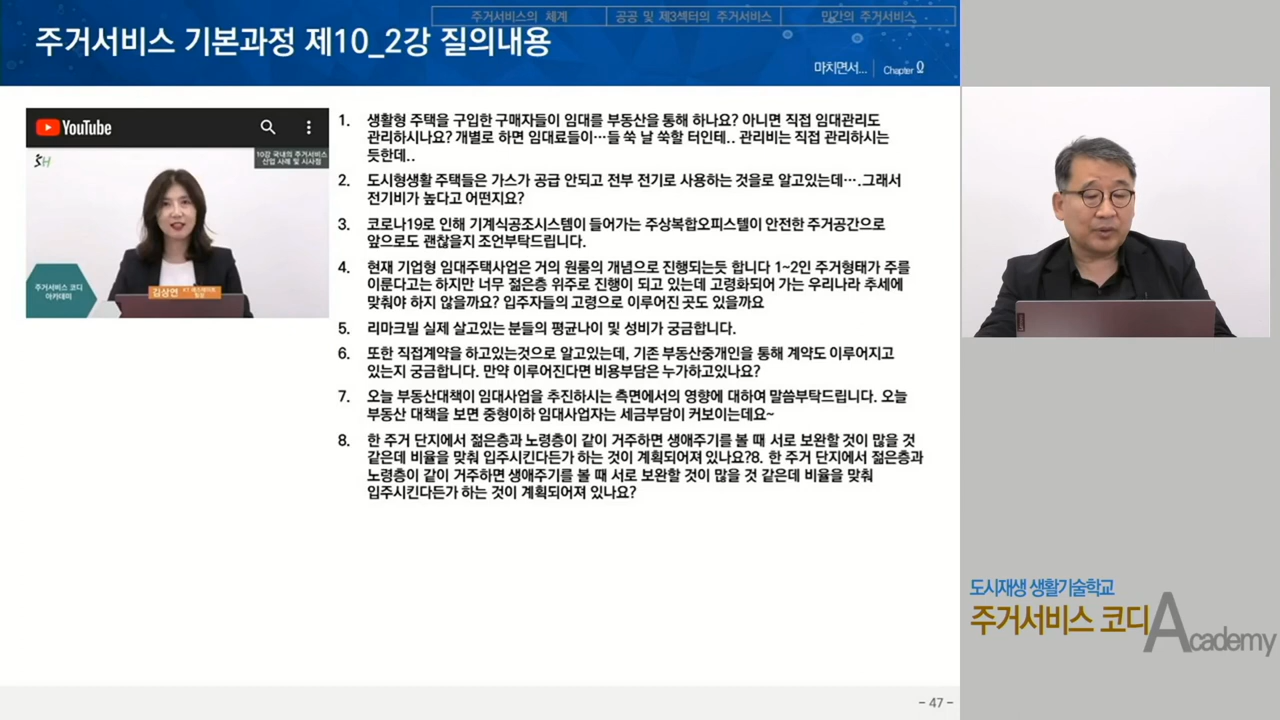 주거서비스의 체계
공공 및 제3섹터의 주거서비스
민간의 주거서비스
주거서비스 기본과정 제10_2강 질의내용
마치면서... Chapter 0
YouTube
SH
10강 국내의 주거서비스
산업 사례 및 시사점
주거서비스 코디
아카데미
김상연
1. 생활형 주택을 구입한 구매자들이 임대를 부동산을 통해 하나요? 아니면 직접 임대관리도
관리하시나요? 개별로 하면 임대료들이…들 쑥 날 쑥할 터인테.. 관리비는 직접 관리하시는
듯한데..
2. 도시형생활 주택들은 가스가 공급 안되고 전부 전기로 사용하는 것을로 알고있는데….그래서
전기비가 높다고 어떤지요?
3. 코로나19로 인해 기계식공조시스템이 들어가는 주상복합오피스텔이 안전한 주거공간으로
앞으로도 괜찮을지 조언부탁드립니다.
4. 현재 기업형 임대주택사업은 거의 원룸의 개념으로 진행되는듯 합니다 1~2인 주거형태가 주를
이룬다고는 하지만 너무 젊은층 위주로 진행이 되고 있는데 고령화되어 가는 우리나라 추세에
맞춰야 하지 않을까요? 입주자들의 고령으로 이루어진 곳도 있을까요
5. 리마크빌 실제 살고있는 분들의 평균나이 및 성비가 궁금합니다.
6. 또한 직접계약을 하고있는것으로 알고있는데, 기존 부동산중개인을 통해 계약도 이루어지고
있는지 궁금합니다. 만약 이루어진다면 비용부담은 누가하고있나요?
7. 오늘 부동산대책이 임대사업을 추진하시는 측면에서의 영향에 대하여 말씀부탁드립니다. 오늘
부동산 대책을 보면 중형이하 임대사업자는 세금부담이 커보이는데요~
8. 한 주거 단지에서 젊은층과 노령층이 같이 거주하면 생애주기를 볼 때 서로 보완할 것이 많을 것
같은데 비율을 맞춰 입주시킨다든가 하는 것이 계획되어져 있나요?8. 한 주거 단지에서 젊은층과
노령층이 같이 거주하면 생애주기를 볼 때 서로 보완할 것이 많을 것 같은데 비율을 맞춰
입주시킨다든가 하는 것이 계획되어져 있나요?
도시재생 생활기술학교
주거서비스 코디 Academy
- 47 -